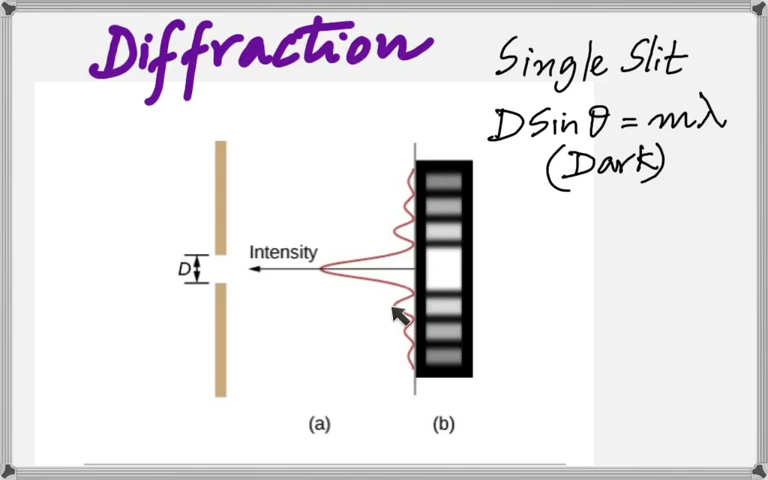 Diffraction
Single Slit
D Sin θ = mλ
(Dark)
Intensity
D
(a)
(b)